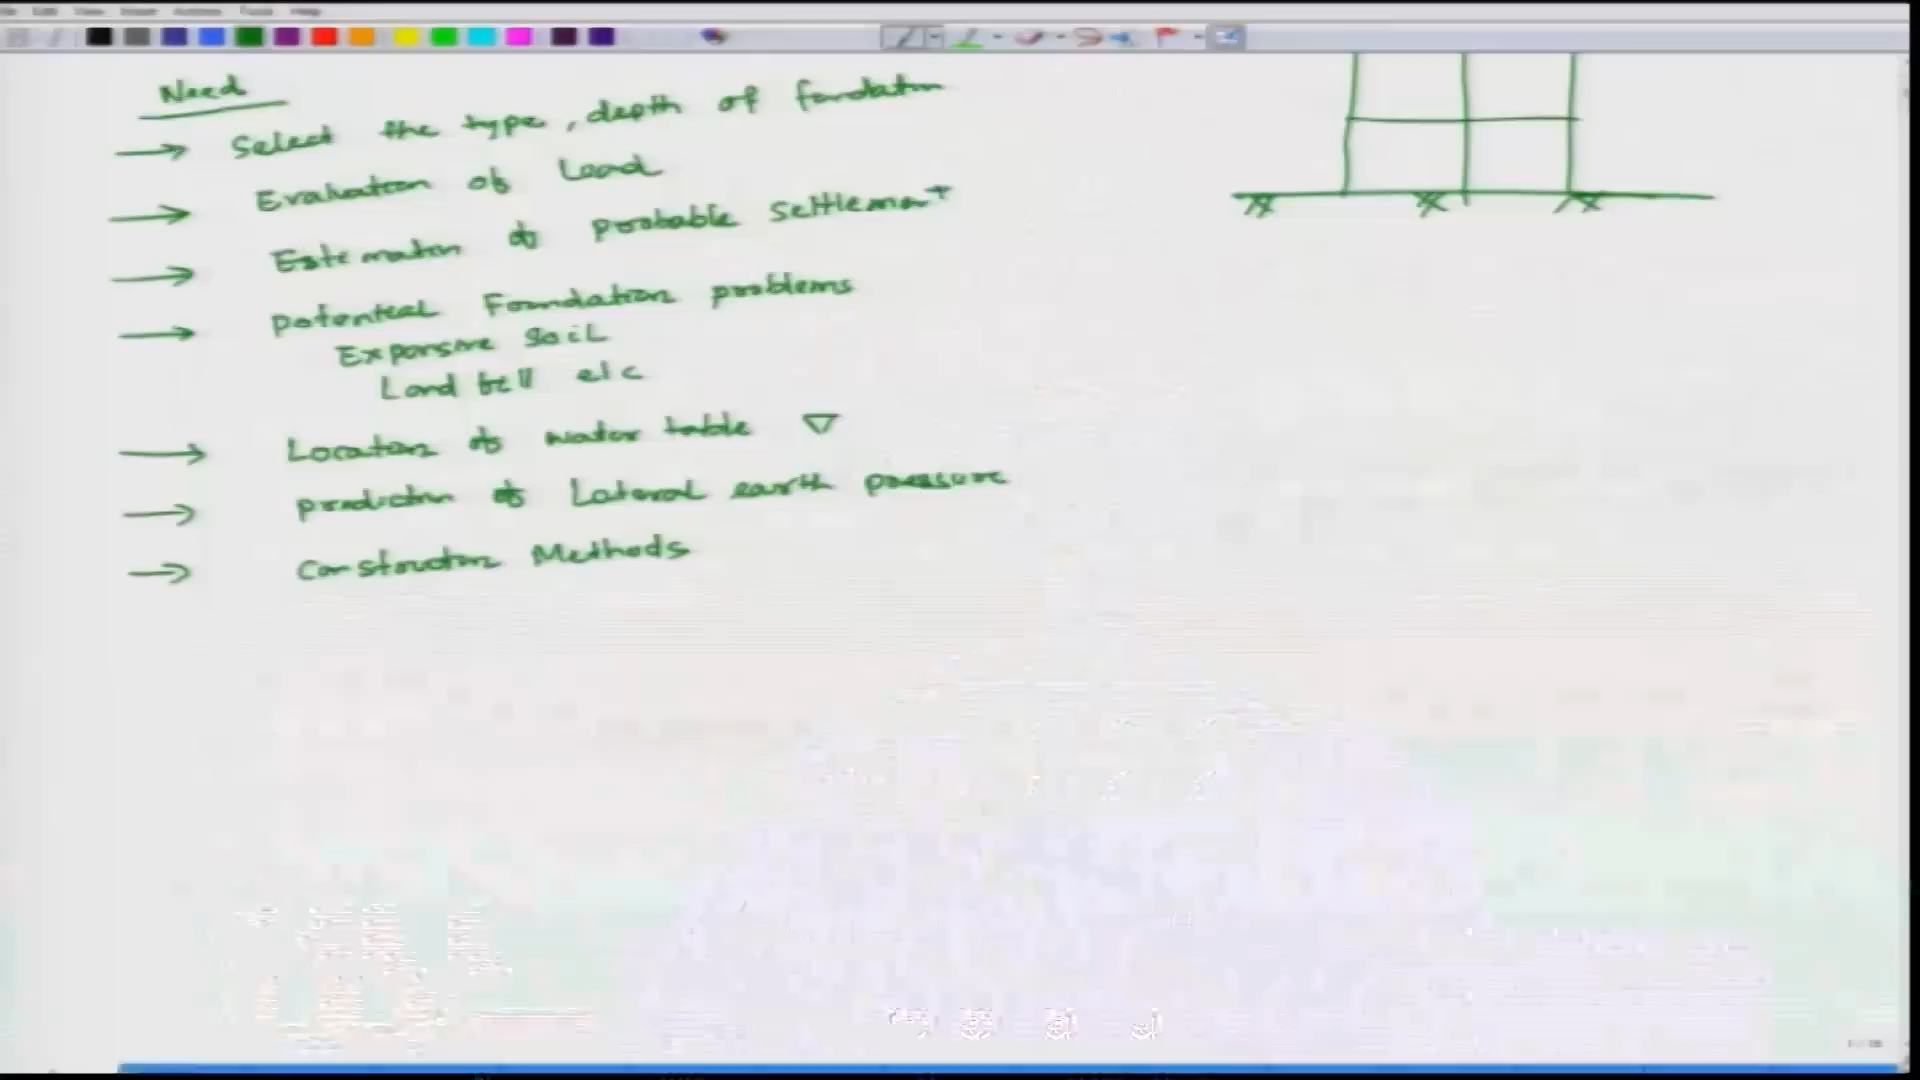 Need
→ Select the type, depth of foundation
→ Evaluation of Load
→ Estimation of probable settlement
→ Potential Foundation problems
Expansive Soil
Land fill etc
→ Location of water table ▽
→ prediction of Lateral earth pressure
→ Construction Methods